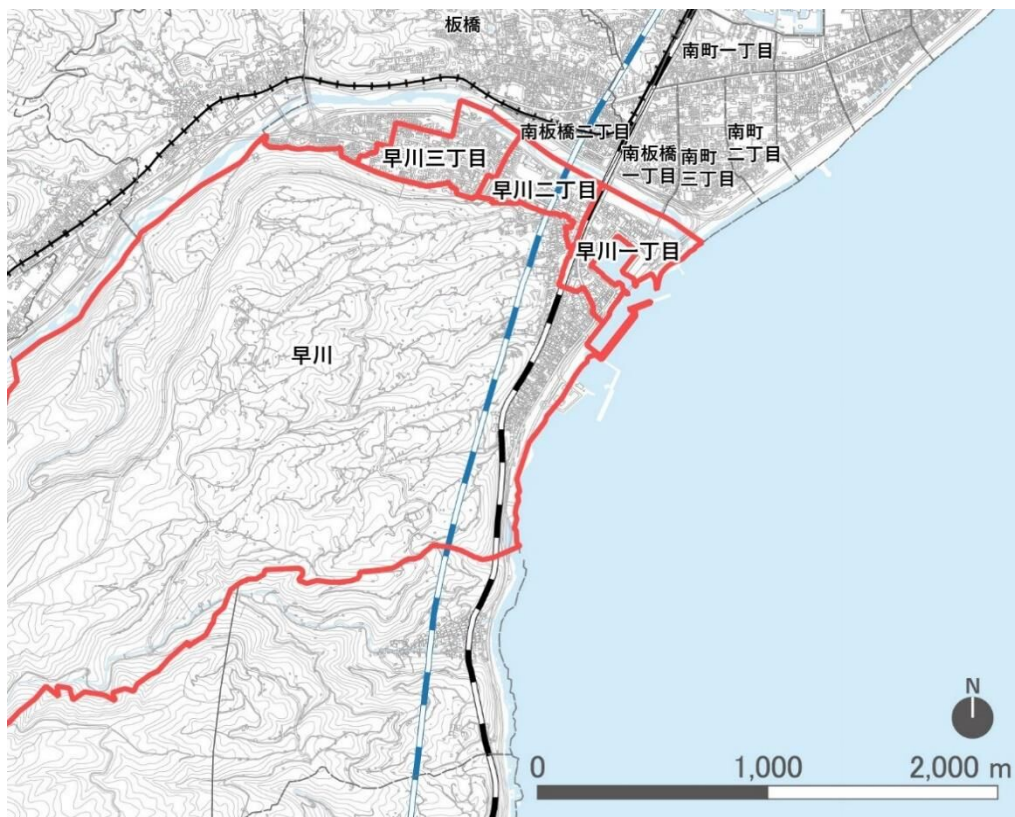 板橋
南町一丁目
南板橋二丁目
南町
二丁目
南板橋
一丁目
南町
三丁目
早川三丁目
早川二丁目
早川一丁目
早川
N
0 1,000 2,000 m